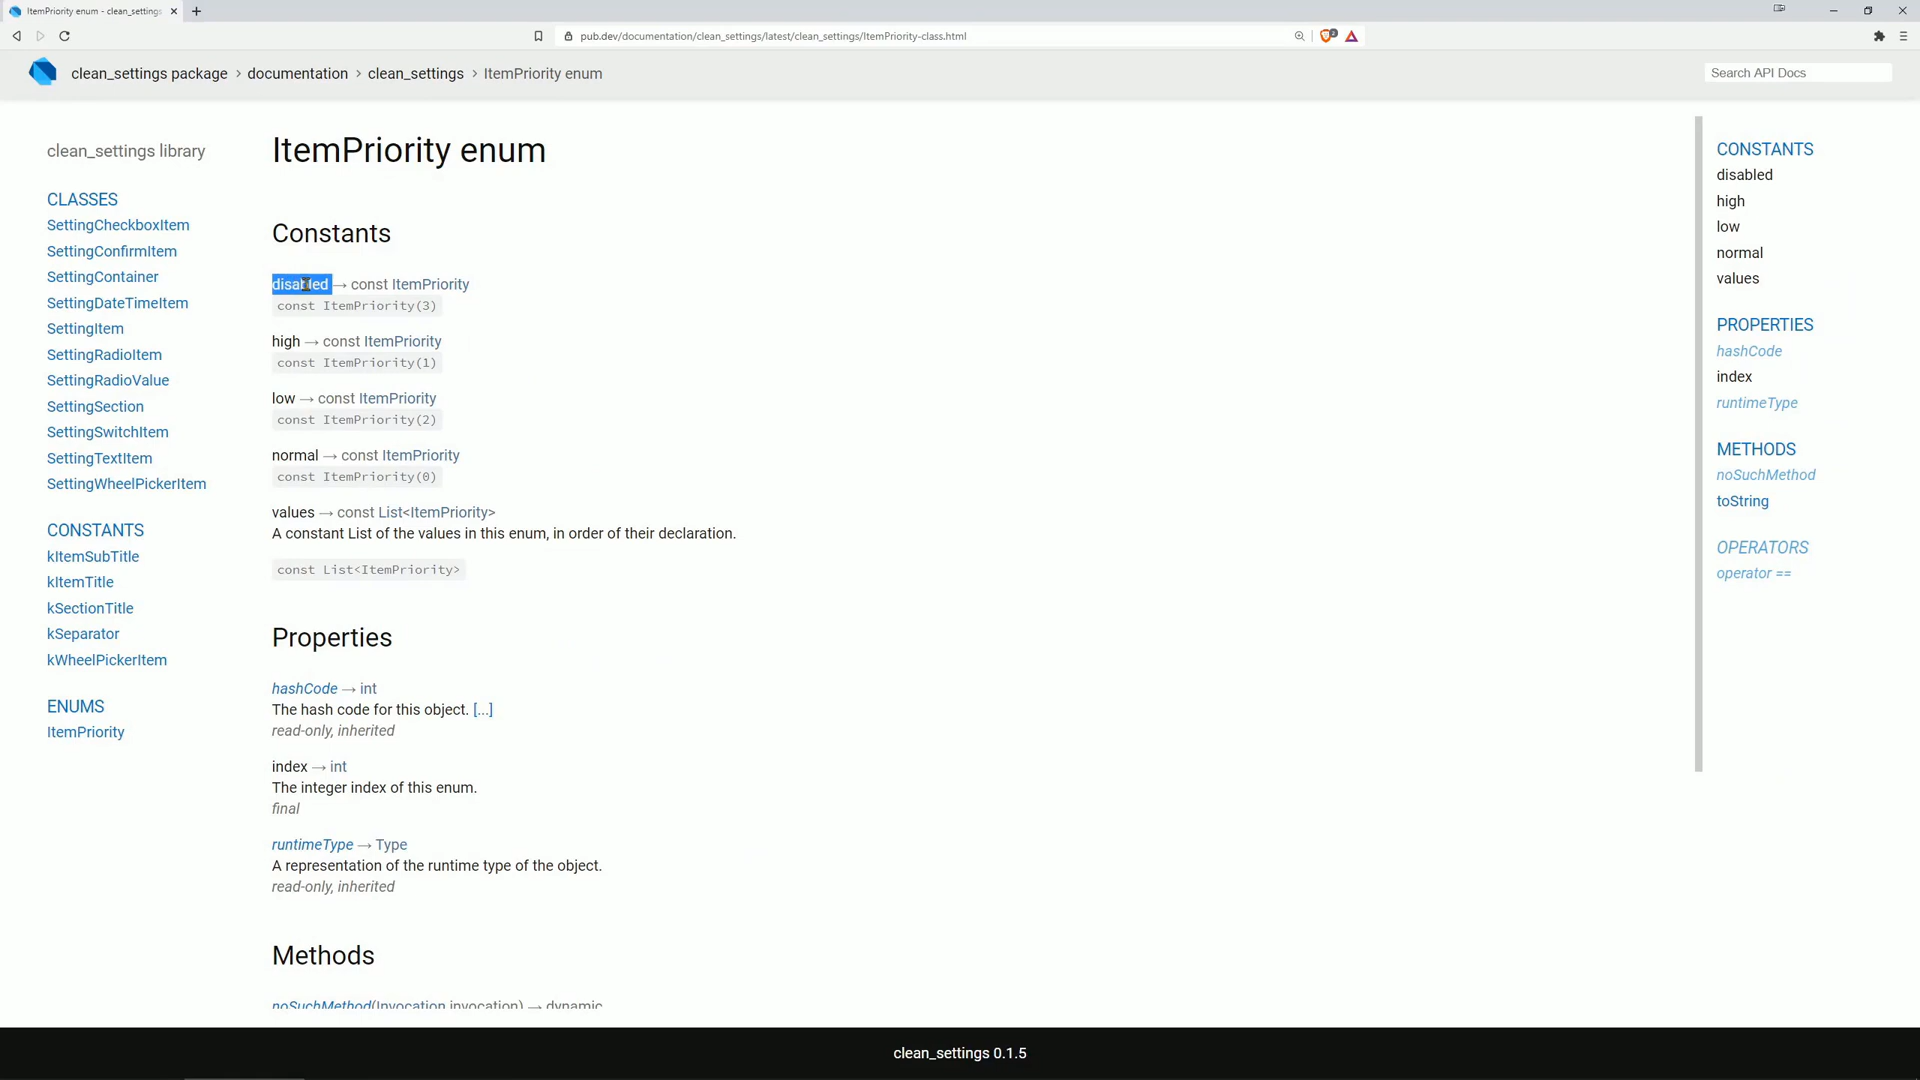 ItemPriority enum - clean_settings
pub.dev/documentation/clean_settings/latest/clean_settings/ItemPriority-class.html
2
clean_settings package › documentation › clean_settings › ItemPriority enum
Search API Docs
clean_settings library
CLASSES
SettingCheckboxItem
SettingConfirmItem
SettingContainer
SettingDateTimeItem
SettingItem
SettingRadioItem
SettingRadioValue
SettingSection
SettingSwitchItem
SettingTextItem
SettingWheelPickerItem
CONSTANTS
kItemSubTitle
kItemTitle
kSectionTitle
kSeparator
kWheelPickerItem
ENUMS
ItemPriority
ItemPriority enum
Constants
disabled → const ItemPriority
const ItemPriority(3)
high → const ItemPriority
const ItemPriority(1)
low → const ItemPriority
const ItemPriority(2)
normal → const ItemPriority
const ItemPriority(0)
values → const List<ItemPriority>
A constant List of the values in this enum, in order of their declaration.
const List<ItemPriority>
Properties
hashCode → int
The hash code for this object. [...]
read-only, inherited
index → int
The integer index of this enum.
final
runtimeType → Type
A representation of the runtime type of the object.
read-only, inherited
Methods
noSuchMethod(Invocation invocation) → dynamic
CONSTANTS
disabled
high
low
normal
values
PROPERTIES
hashCode
index
runtimeType
METHODS
noSuchMethod
toString
OPERATORS
operator ==
clean_settings 0.1.5